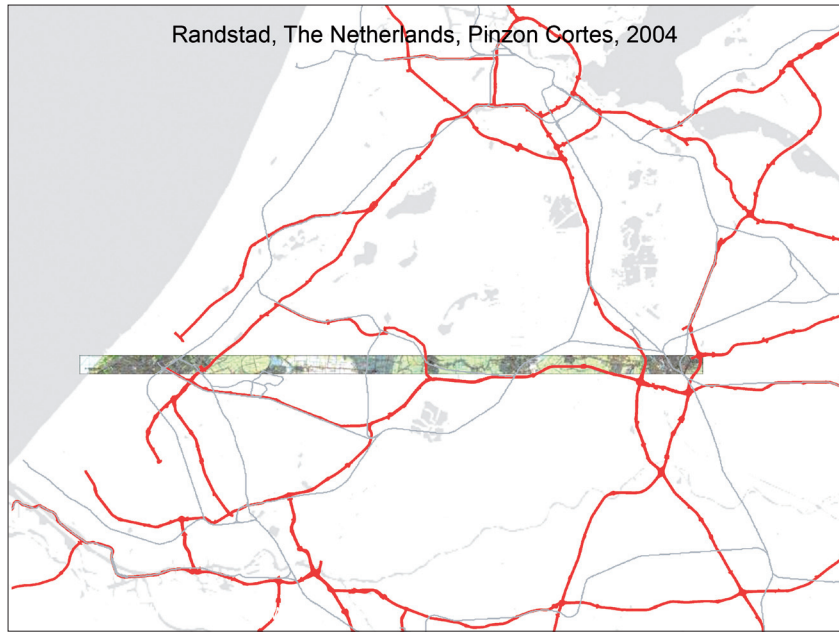 Randstad, The Netherlands, Pinzon Cortes, 2004